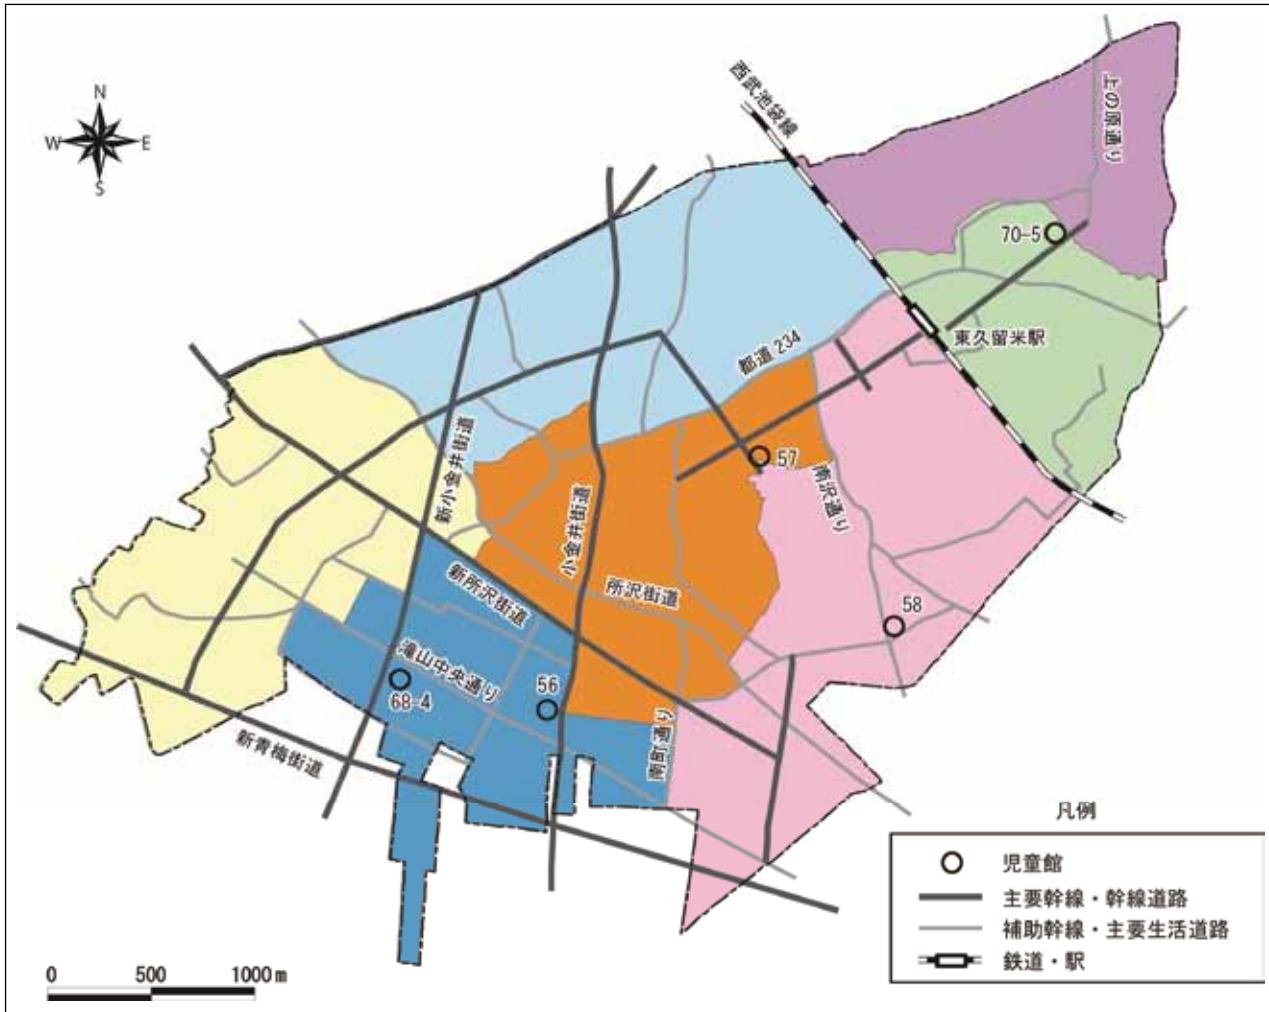 N
W
E
S
西武池袋線
上の原通り
70-5
東久留米駅
都道234
新小金井街道
57
南沢通り
小金井街道
新所沢街道
所沢街道
58
滝山中央通り
68-4
56
南町通り
新青梅街道
凡例
児童館
主要幹線・幹線道路
補助幹線・主要生活道路
鉄道・駅
0 500 1000m